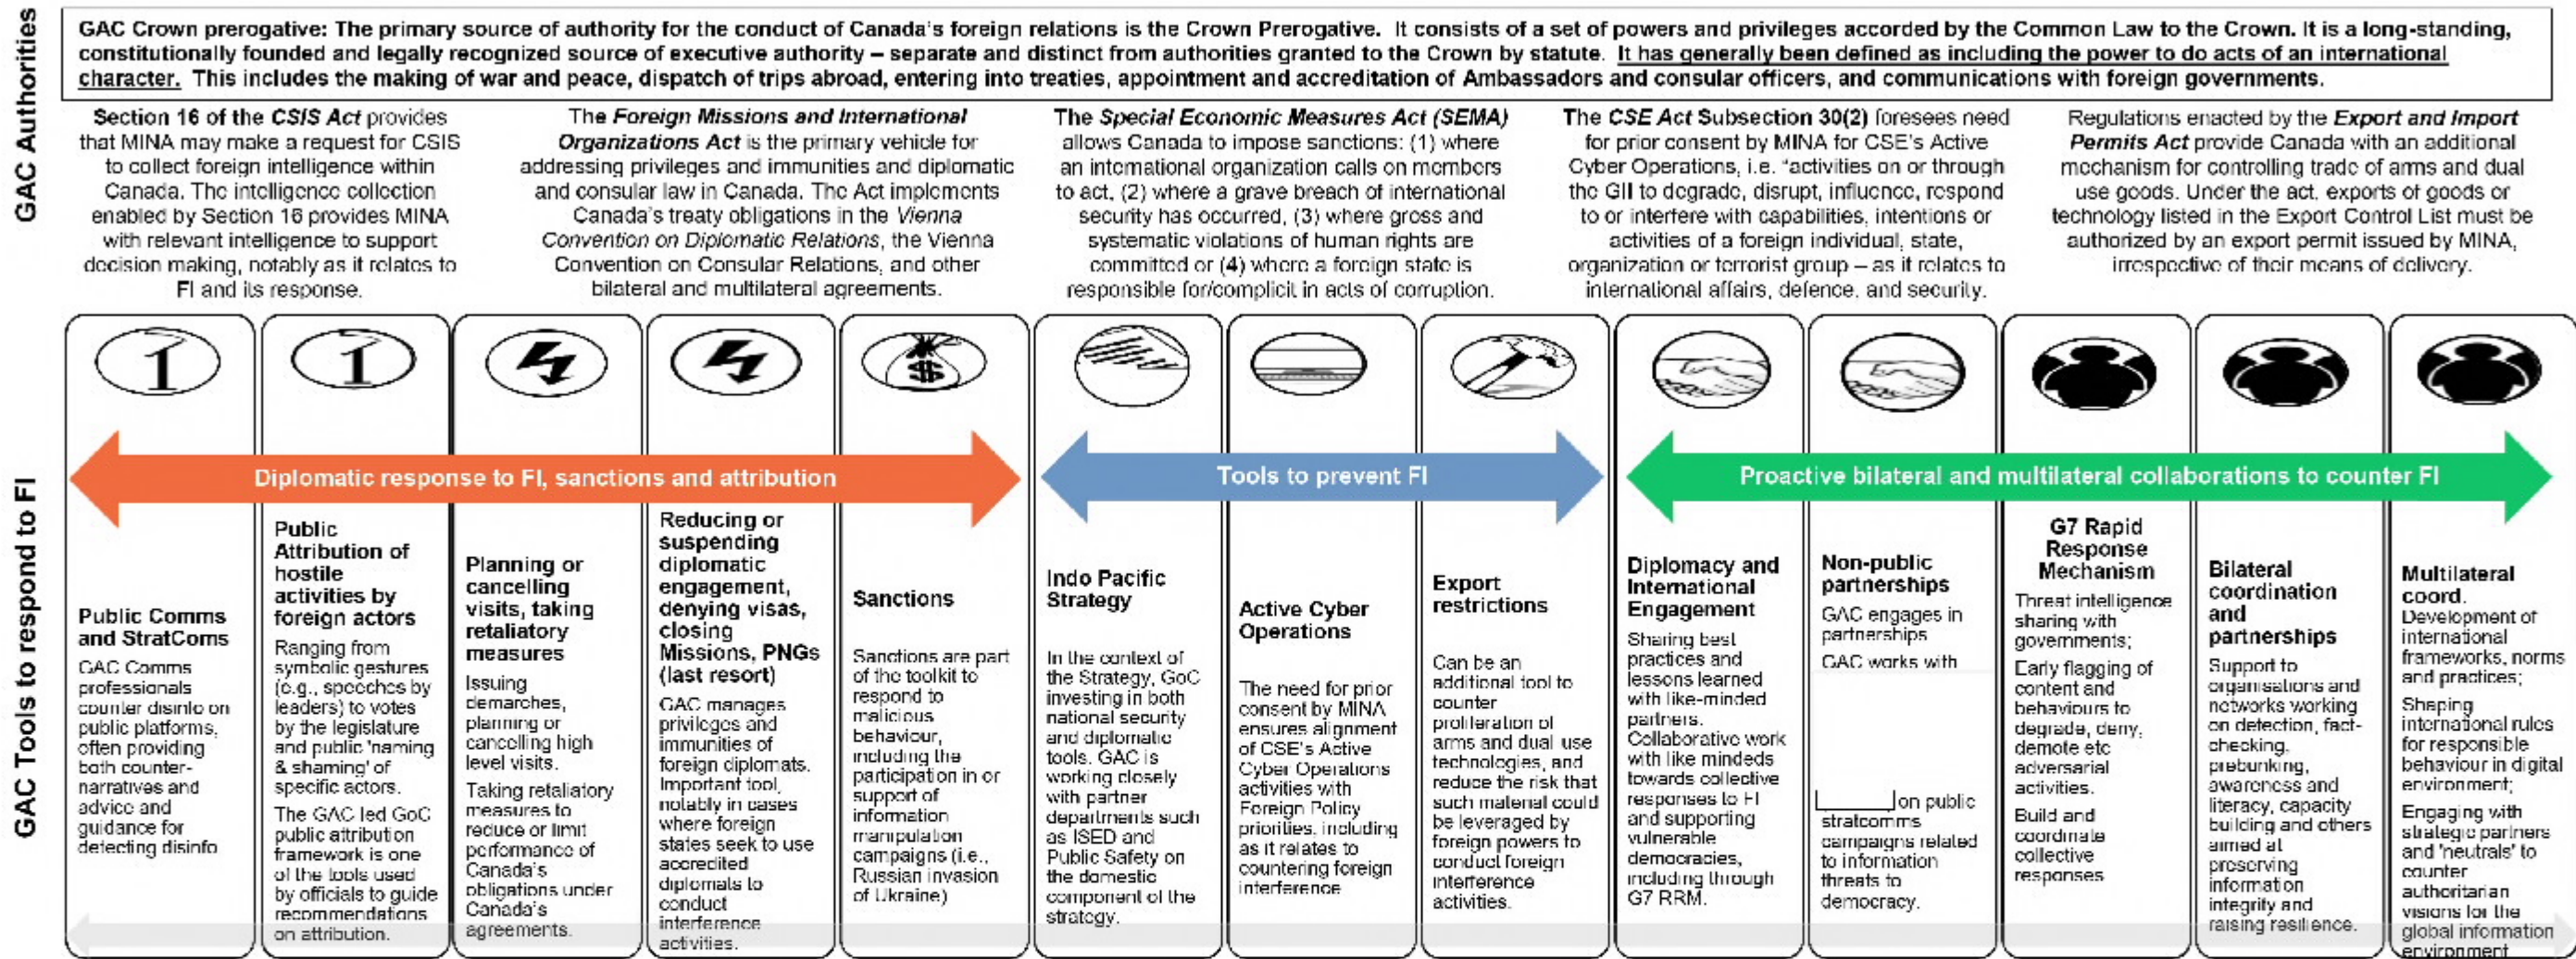 GAC Authorities
GAC Crown prerogative: The primary source of authority for the conduct of Canada's foreign relations is the Crown Prerogative. It consists of a set of powers and privileges accorded by the Common Law to the Crown. It is a long-standing,
constitutionally founded and legally recognized source of executive authority – separate and distinct from authorities granted to the Crown by statute. It has generally been defined as including the power to do acts of an international
character. This includes the making of war and peace, dispatch of trips abroad, entering into treaties, appointment and accreditation of Ambassadors and consular officers, and communications with foreign governments.
Section 16 of the CSIS Act provides
that MINA may make a request for CSIS
to collect foreign intelligence within
Canada. The intelligence collection
enabled by Section 16 provides MINA
with relevant intelligence to support
decision making, notably as it relates to
FI and its response.
The Foreign Missions and International
Organizations Act is the primary vehicle for
addressing privileges and immunities and diplomatic
and consular law in Canada. The Act implements
Canada's treaty obligations in the Vienna
Convention on Diplomatic Relations, the Vienna
Convention on Consular Relations, and other
bilateral and multilateral agreements.
The Special Economic Measures Act (SEMA)
allows Canada to impose sanctions: (1) where
an international organization calls on members
to act, (2) where a grave breach of international
security has occurred, (3) where gross and
systematic violations of human rights are
committed or (4) where a foreign state is
responsible for/complicit in acts of corruption.
The CSE Act Subsection 30(2) foresees need
for prior consent by MINA for CSE's Active
Cyber Operations, i.e. "activities on or through
the GII to degrade, disrupt, influence, respond
to or interfere with capabilities, intentions or
activities of a foreign individual, state,
organization or terrorist group – as it relates to
international affairs, defence, and security.
Regulations enacted by the Export and Import
Permits Act provide Canada with an additional
mechanism for controlling trade of arms and dual
use goods. Under the act, exports of goods or
technology listed in the Export Control List must be
authorized by an export permit issued by MINA,
irrespective of their means of delivery.
GAC Tools to respond to FI
Diplomatic response to FI, sanctions and attribution
Tools to prevent FI
Proactive bilateral and multilateral collaborations to counter FI
Public Comms
and StratComs
GAC Comms
professionals
counter disinfo on
public platforms,
often providing
both counter-
narratives and
advice and
guidance for
detecting disinfo
Public
Attribution of
hostile
activities by
foreign actors
Ranging from
symbolic gestures
(e.g., speeches by
leaders) to votes
by the legislature
and public 'naming
& shaming' of
specific actors.
The GAC led GoC
public attribution
framework is one
of the tools used
by officials to guide
recommendations
on attribution.
Planning or
cancelling
visits, taking
retaliatory
measures
Issuing
demarches,
planning or
cancelling high
level visits.
Taking retaliatory
measures to
reduce or limit
performance of
Canada's
obligations under
Canada's
agreements.
Reducing or
suspending
diplomatic
engagement,
denying visas,
closing
Missions, PNGs
(last resort)
GAC manages
privileges and
immunities of
foreign diplomats.
Important tool,
notably in cases
where foreign
states seek to use
accredited
diplomats to
conduct
interference
activities.
Sanctions
Sanctions are part
of the toolkit to
respond to
malicious
behaviour,
including the
participation in or
support of
information
manipulation
campaigns (i.e.,
Russian invasion
of Ukraine)
Indo Pacific
Strategy
In the context of
the Strategy, GoC
investing in both
national security
and diplomatic
tools. GAC is
working closely
with partner
departments such
as ISED and
Public Safety on
the domestic
component of the
strategy.
Active Cyber
Operations
The need for prior
consent by MINA
ensures alignment
of CSE's Active
Cyber Operations
activities with
Foreign Policy
priorities, including
as it relates to
countering foreign
interference
Export
restrictions
Can be an
additional tool to
counter
proliferation of
arms and dual use
technologies, and
reduce the risk that
such material could
be leveraged by
foreign powers to
conduct foreign
interference
activities.
Diplomacy and
International
Engagement
Sharing best
practices and
lessons learned
with like-minded
partners.
Collaborative work
with like mindeds
towards collective
responses to FI
and supporting
vulnerable
democracies,
including through
G7 RRM.
Non-public
partnerships
GAC engages in
partnerships
GAC works with
on public
stratcomms
campaigns related
to information
threats to
democracy.
G7 Rapid
Response
Mechanism
Threat intelligence
sharing with
governments;
Early flagging of
content and
behaviours to
degrade, deny,
demote etc
adversarial
activities.
Build and
coordinate
collective
responses
Bilateral
coordination
and
partnerships
Support to
organisations and
networks working
on detection, fact-
checking,
prebunking,
awareness and
literacy, capacity
building and others
aimed at
preserving
information
integrity and
raising resilience.
Multilateral
coord.
Development of
international
frameworks, norms
and practices;
Shaping
international rules
for responsible
behaviour in digital
environment;
Engaging with
strategic partners
and 'neutrals' to
counter
authoritarian
visions for the
global information
environment